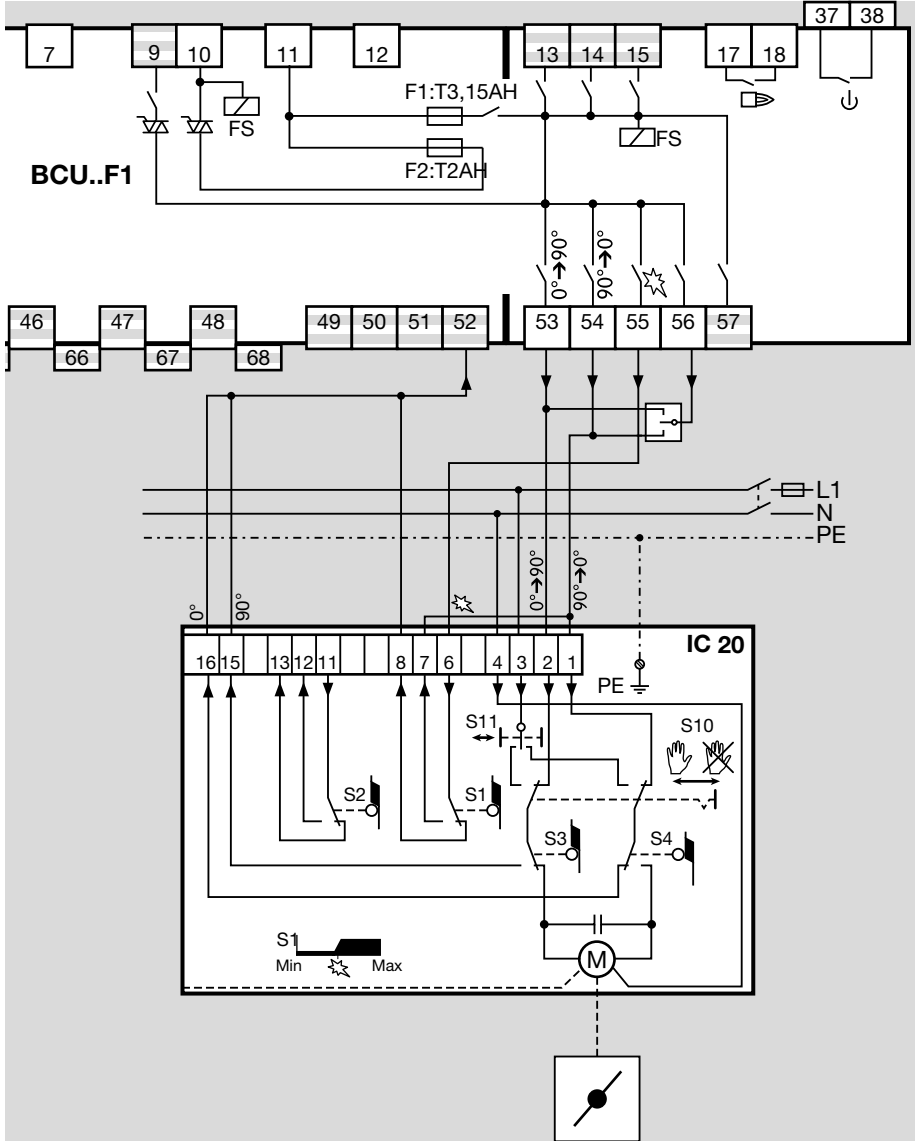 37 38
7 9 10 11 12 13 14 15 17 18
F1:T3,15AH
FS
FS
F2:T2AH
BCU..F1
0°➔90°
90°➔0°
46 47 48 49 50 51 52 53 54 55 56 57
66 67 68
L1
N
PE
0°
90°
0°➔90°
90°➔0°
IC 20
16 15 13 12 11 8 7 6 4 3 2 1
PE
S11
S10
S2
S1
S3
S4
S1
Min
Max
M